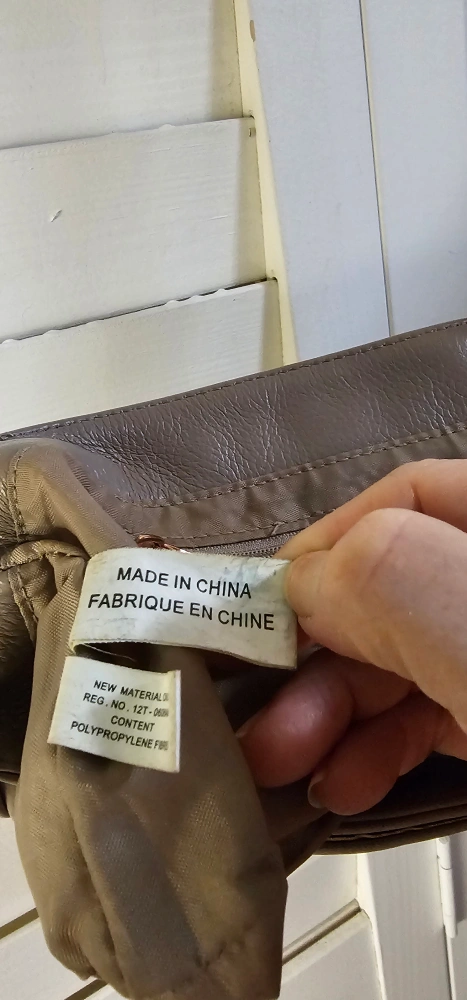 MADE IN CHINA
FABRIQUE EN CHINE
NEW MATERIAL
REG. NO. 12T-
CONTENT
POLYPROPYLENE